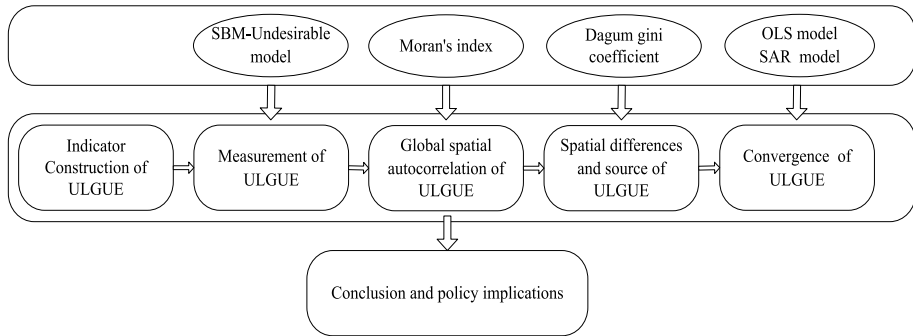 SBM-Undesirable
model
Moran's index
Dagum gini
coefficient
OLS model
SAR model
Indicator
Construction of
ULGUE
Measurement of
ULGUE
Global spatial
autocorrelation of
ULGUE
Spatial differences
and source of
ULGUE
Convergence of
ULGUE
Conclusion and policy implications